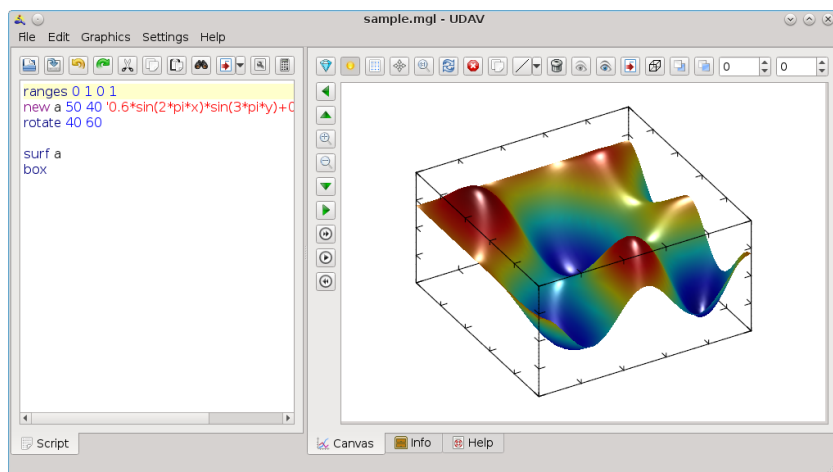 sample.mgl - UDAV
File Edit Graphics Settings Help
0 0
ranges 0 1 0 1
new a 50 40 '0.6*sin(2*pi*x)*sin(3*pi*y)+0
rotate 40 60
surf a
box
Script
Canvas Info Help